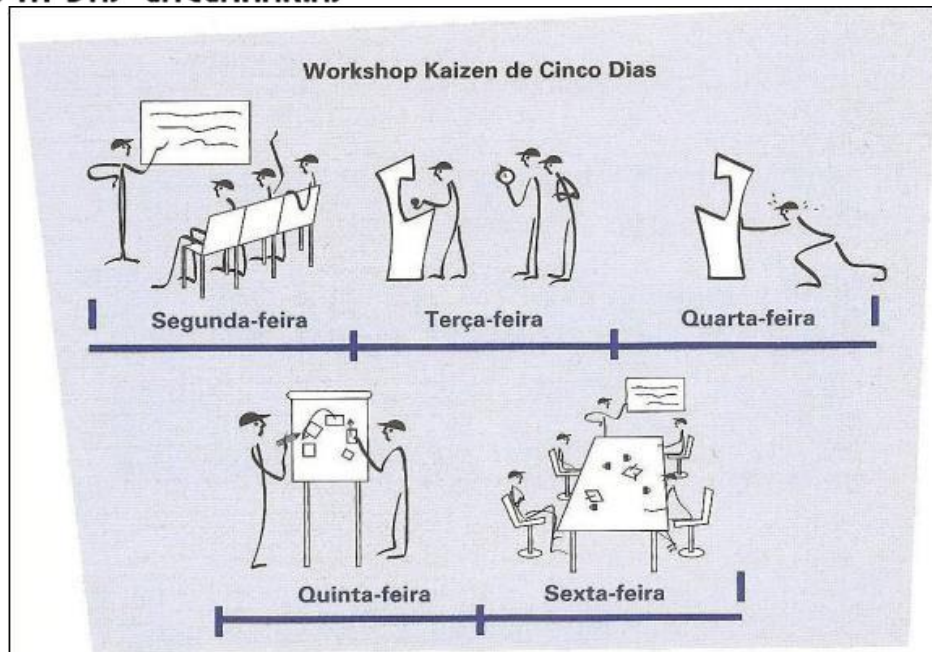 Workshop Kaizen de Cinco Dias
Segunda-feira
Terça-feira
Quarta-feira
Quinta-feira
Sexta-feira